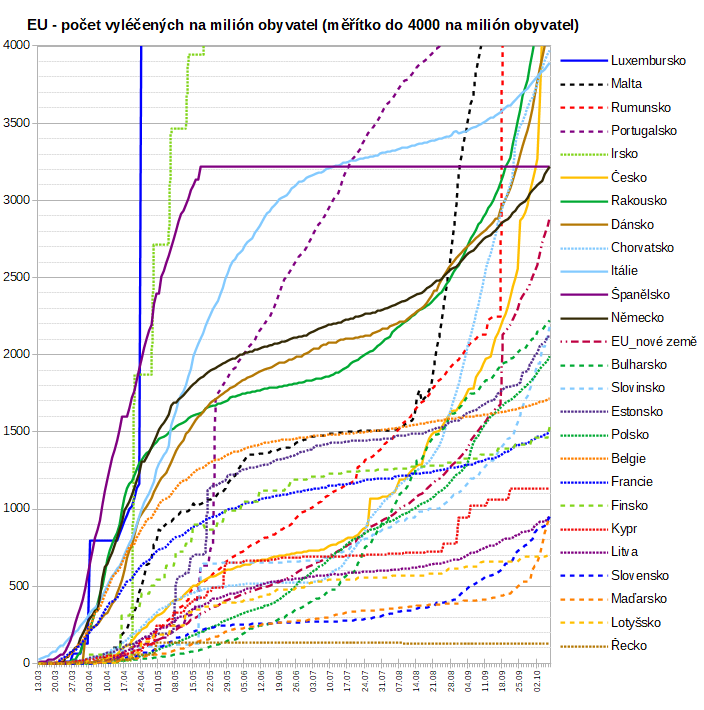 EU - počet vyléčených na milión obyvatel (měřítko do 4000 na milión obyvatel)
4000
3500
3000
2500
2000
1500
1000
500
0
13.03 20.03 27.03 03.04 10.04 17.04 24.04 01.05 08.05 15.05 22.05 29.05 05.06 12.06 19.06 26.06 03.07 10.07 17.07 24.07 31.07 07.08 14.08 21.08 28.08 04.09 11.09 18.09 25.09 02.10
Luxembursko
Malta
Rumunsko
Portugalsko
Irsko
Česko
Rakousko
Dánsko
Chorvatsko
Itálie
Španělsko
Německo
EU_nové země
Bulharsko
Slovinsko
Estonsko
Polsko
Belgie
Francie
Finsko
Kypr
Litva
Slovensko
Maďarsko
Lotyšsko
Řecko